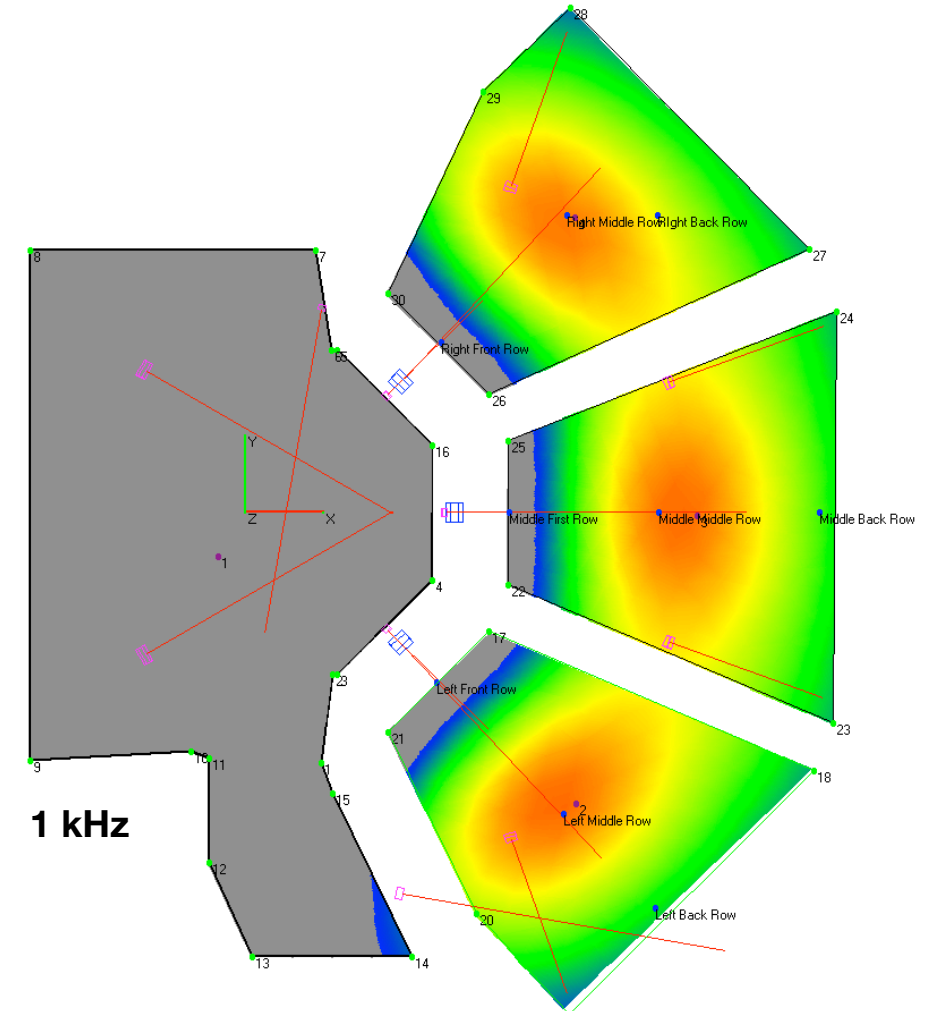 28
29
Right Middle Row
RIght Back Row
8
7
27
30
24
65
Right Front Row
26
Y
16
25
Z
X
Middle First Row
Middle Middle Row
3
Middle Back Row
1
4
22
17
23
Left Front Row
21
23
9
10
11
1
18
15
2
1 kHz
Left Middle Row
12
20
Left Back Row
13
14